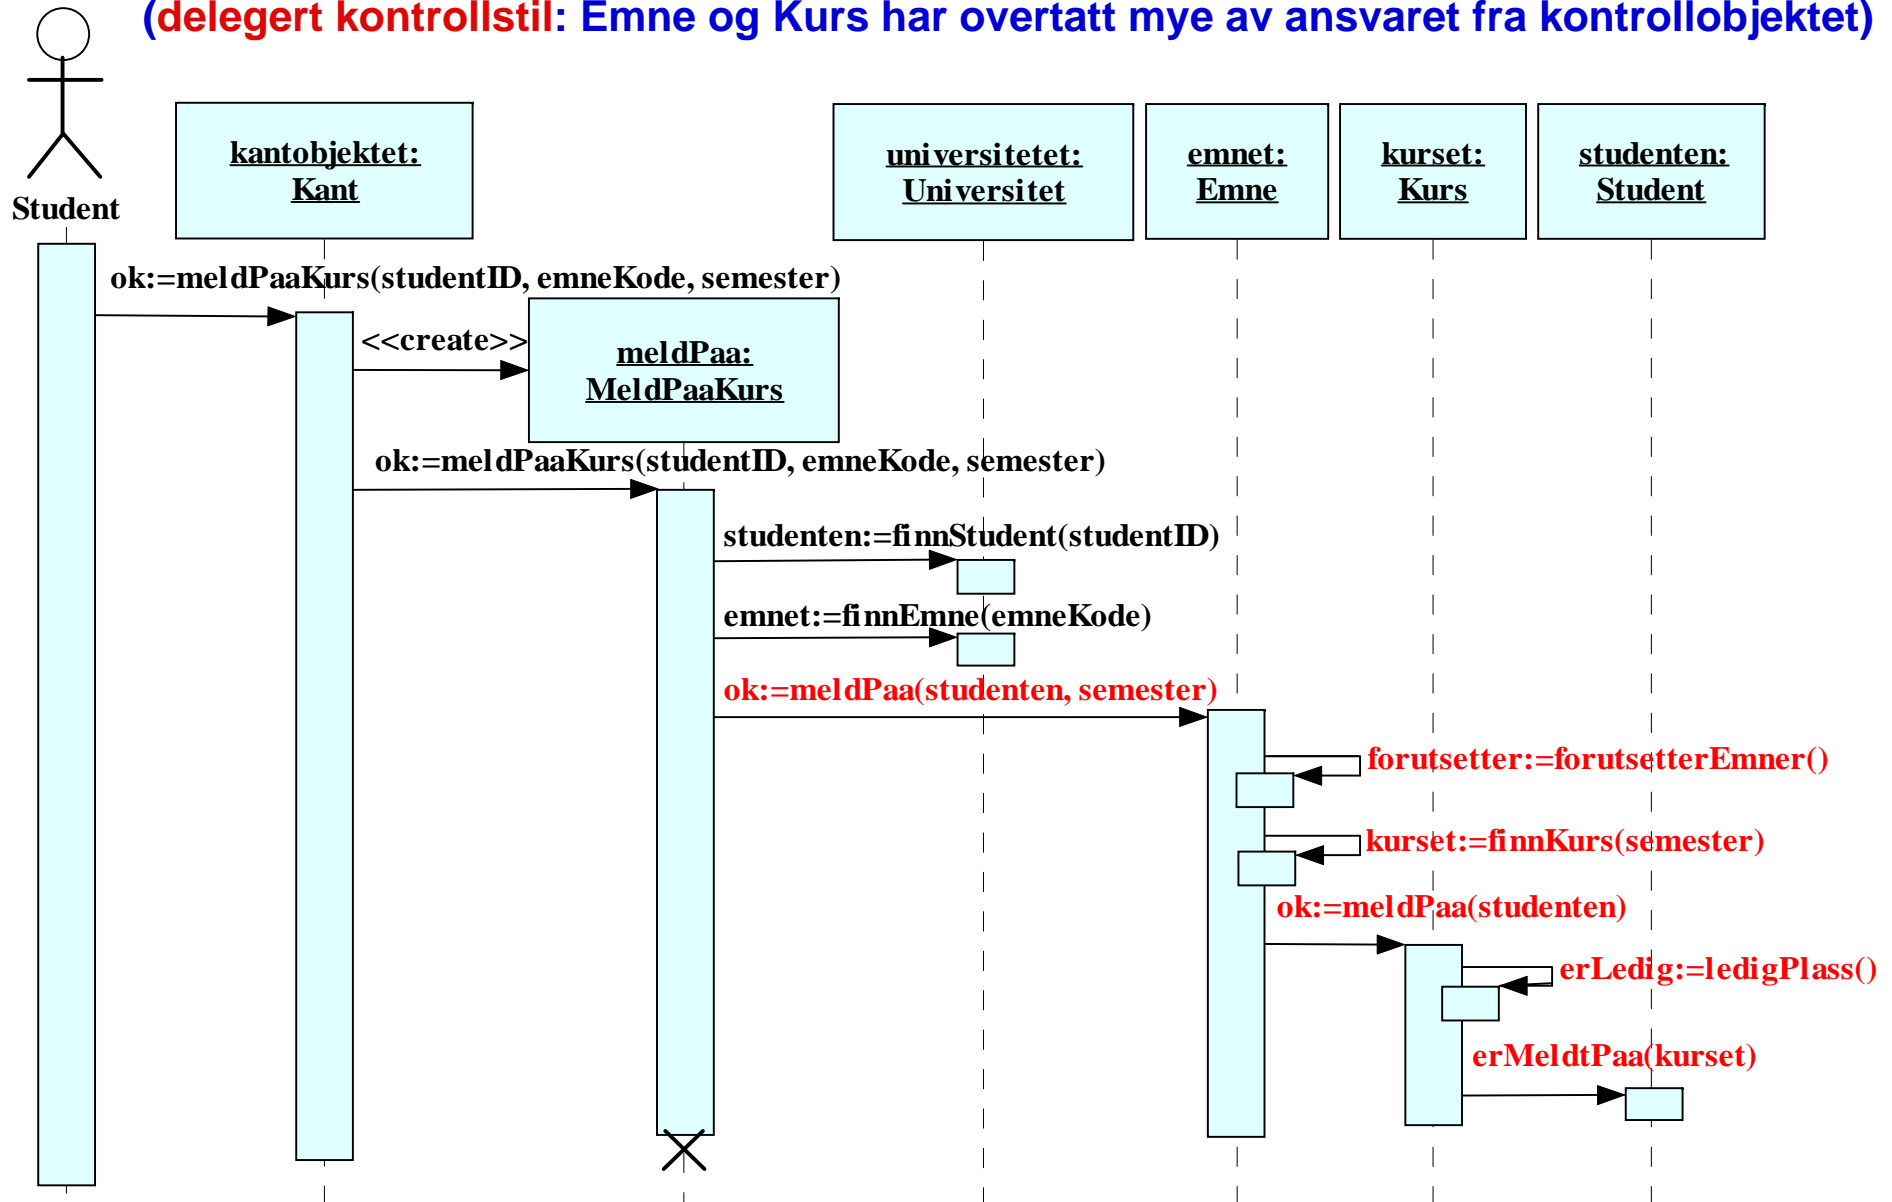 (delegert kontrollstil: Emne og Kurs har overtatt mye av ansvaret fra kontrollobjektet)
Student
kantobjektet:
Kant
universitetet:
Universitet
emnet:
Emne
kurset:
Kurs
studenten:
Student
ok:=meldPaaKurs(studentID, emneKode, semester)
<<create>>
meldPaa:
MeldPaaKurs
ok:=meldPaaKurs(studentID, emneKode, semester)
studenten:=finnStudent(studentID)
emnet:=finnEmne(emneKode)
ok:=meldPaa(studenten, semester)
forutsetter:=forutsetterEmner()
kurset:=finnKurs(semester)
ok:=meldPaa(studenten)
erLedig:=ledigPlass()
erMeldtPaa(kurset)